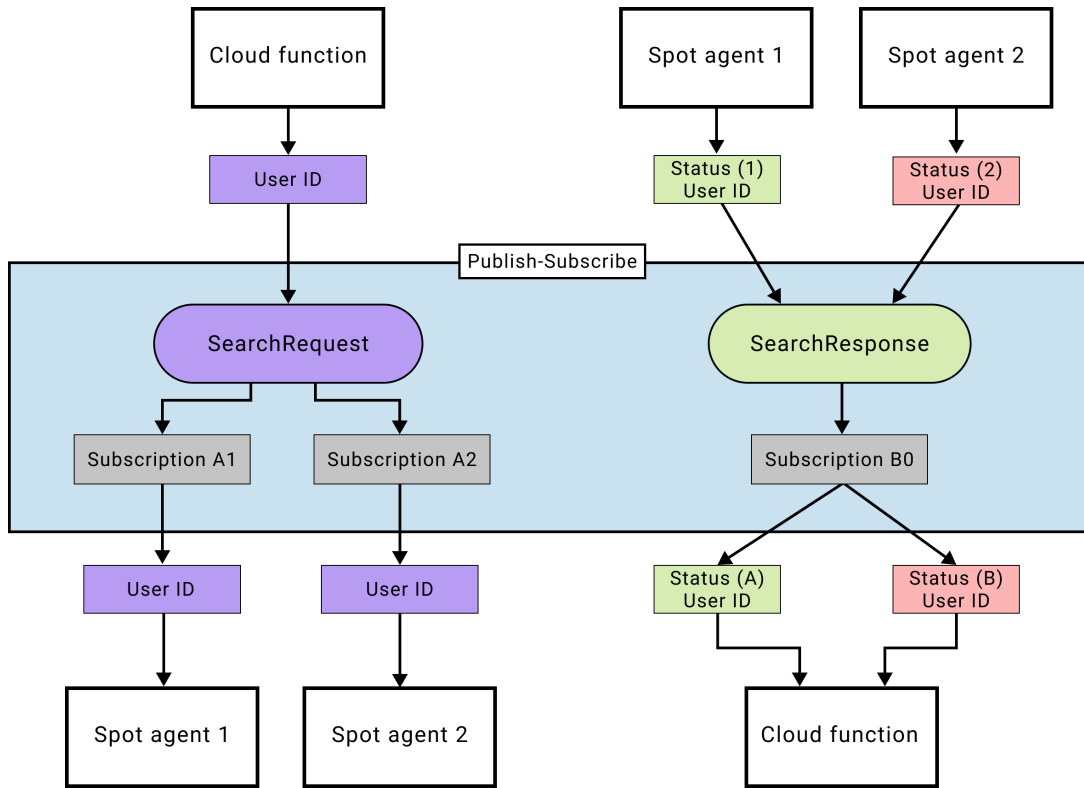 Cloud function
Spot agent 1
Spot agent 2
User ID
Status (1)
User ID
Status (2)
User ID
Publish-Subscribe
SearchRequest
SearchResponse
Subscription A1
Subscription A2
Subscription B0
User ID
User ID
Status (A)
User ID
Status (B)
User ID
Spot agent 1
Spot agent 2
Cloud function